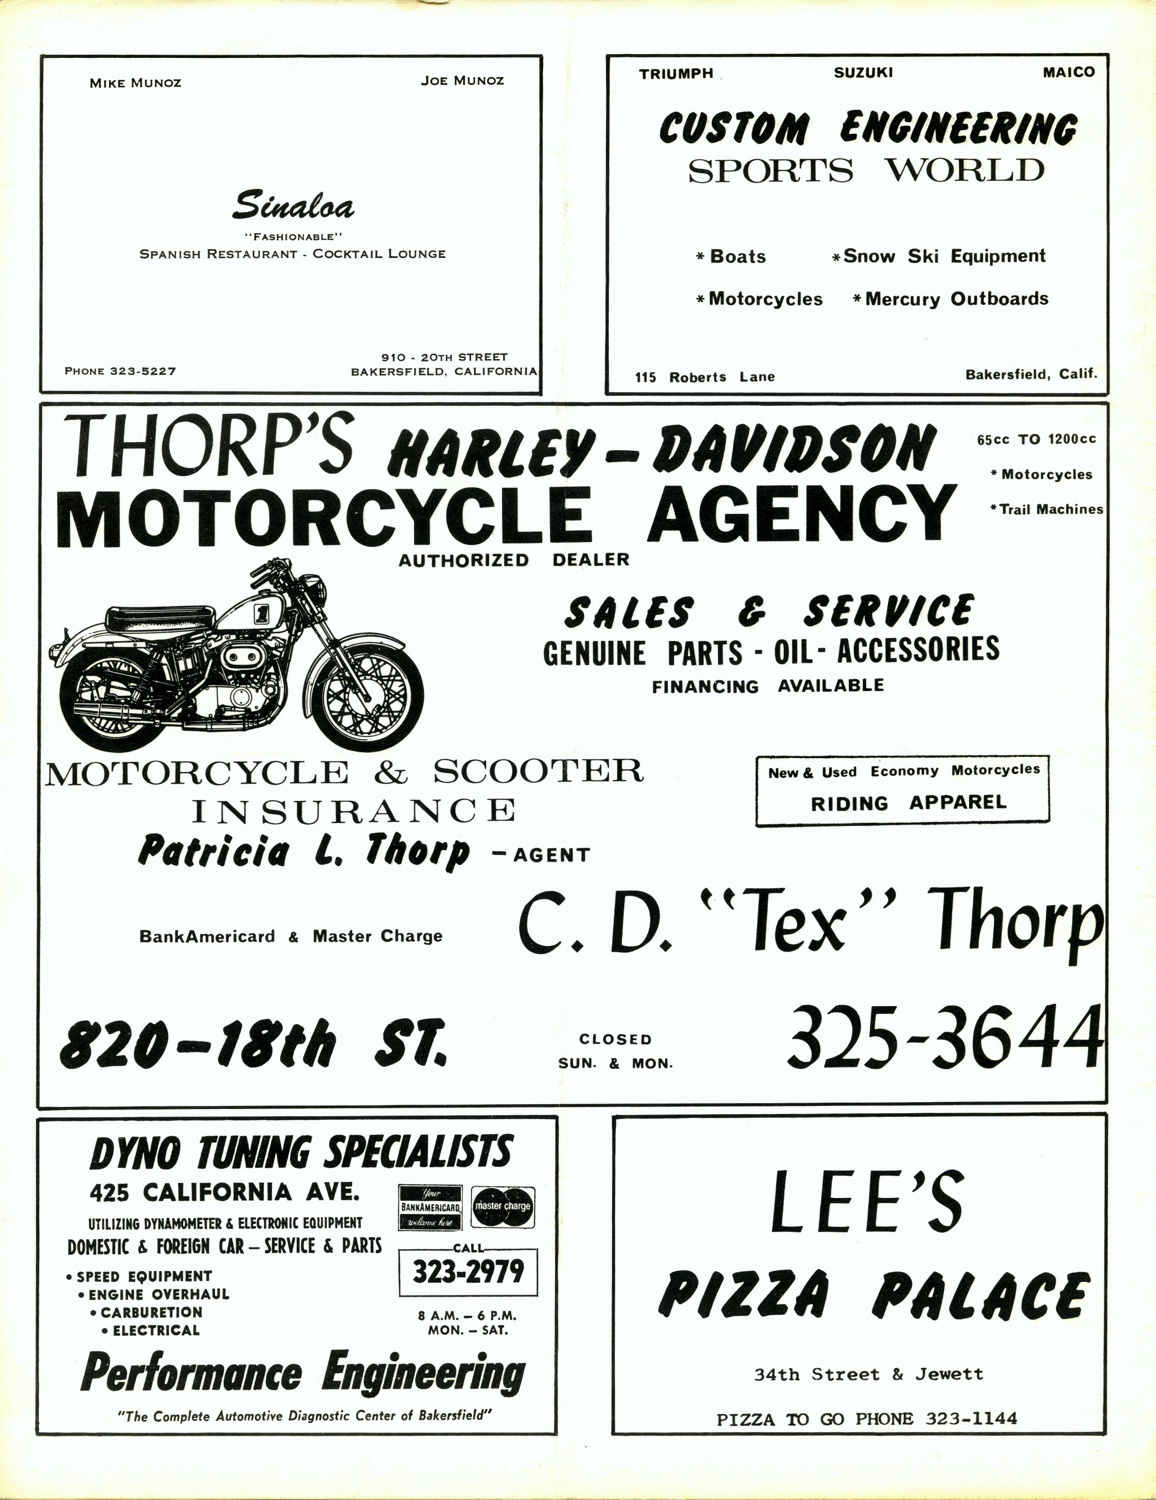 MIKE MUNOZ JOE MUNOZ
Sinaloa
"FASHIONABLE"
SPANISH RESTAURANT - COCKTAIL LOUNGE
910 - 20TH STREET
PHONE 323-5227 BAKERSFIELD, CALIFORNIA
TRIUMPH SUZUKI MAICO
CUSTOM ENGINEERING
SPORTS WORLD
* Boats * Snow Ski Equipment
* Motorcycles * Mercury Outboards
115 Roberts Lane Bakersfield, Calif.
THORP'S HARLEY-DAVIDSON
MOTORCYCLE AGENCY
65cc TO 1200cc
* Motorcycles
* Trail Machines
AUTHORIZED DEALER
1
SALES & SERVICE
GENUINE PARTS - OIL - ACCESSORIES
FINANCING AVAILABLE
MOTORCYCLE & SCOOTER
INSURANCE
Patricia L. Thorp - AGENT
New & Used Economy Motorcycles
RIDING APPAREL
BankAmericard & Master Charge
C. D. "Tex" Thorp
820-18th ST.
CLOSED
SUN. & MON.
325-3644
DYNO TUNING SPECIALISTS
425 CALIFORNIA AVE.
UTILIZING DYNAMOMETER & ELECTRONIC EQUIPMENT
DOMESTIC & FOREIGN CAR - SERVICE & PARTS
• SPEED EQUIPMENT
• ENGINE OVERHAUL
• CARBURETION
• ELECTRICAL
Your
BANKAMERICARD
welcome here
master charge
CALL
323-2979
8 A.M. - 6 P.M.
MON. - SAT.
Performance Engineering
"The Complete Automotive Diagnostic Center of Bakersfield"
LEE'S
PIZZA PALACE
34th Street & Jewett
PIZZA TO GO PHONE 323-1144